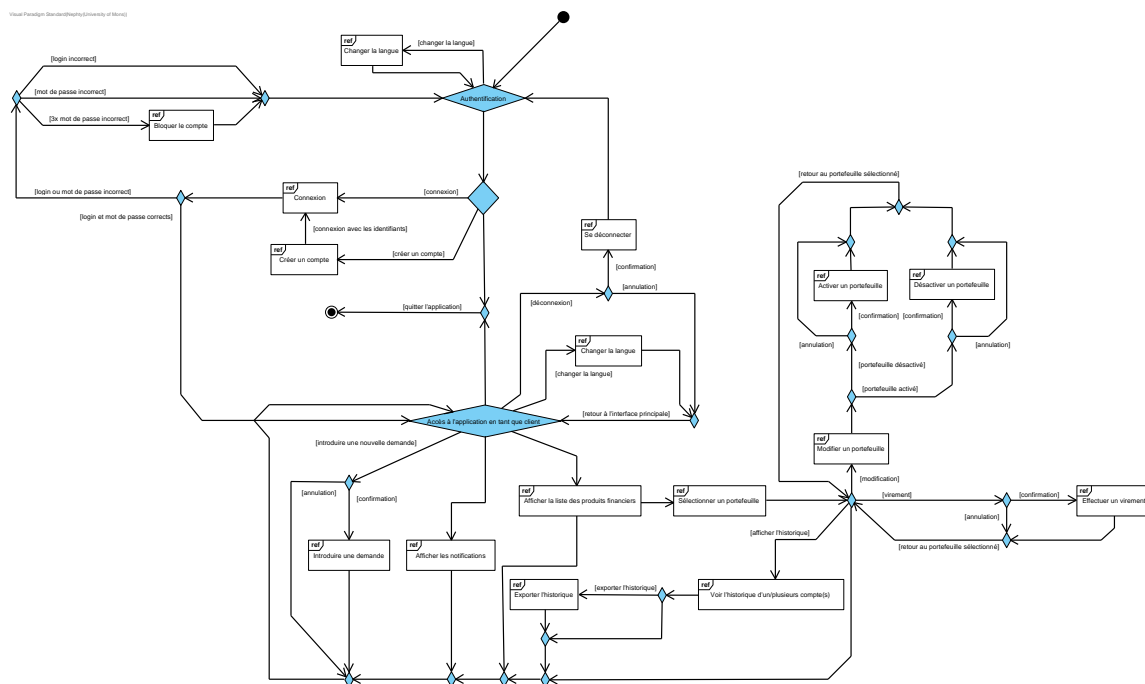 Visual Paradigm Standard(Nephty(University of Mons))
ref
Changer la langue
[changer la langue]
[login incorrect]
[mot de passe incorrect]
Authentification
[3x mot de passe incorrect]
ref
Bloquer le compte
[retour au portefeuille sélectionné]
[login ou mot de passe incorrect]
ref
Connexion
[connexion]
[login et mot de passe corrects]
[connexion avec les identifiants]
ref
Se déconnecter
ref
Créer un compte
[créer un compte]
[confirmation]
ref
Activer un portefeuille
ref
Désactiver un portefeuille
[annulation]
[quitter l'application]
[déconnexion]
[confirmation]
[confirmation]
ref
Changer la langue
[annulation]
[annulation]
[changer la langue]
[portefeuille désactivé]
[portefeuille activé]
Accès à l'application en tant que client
[retour à l'interface principale]
[introduire une nouvelle demande]
ref
Modifier un portefeuille
[modification]
[annulation]
[confirmation]
ref
Afficher la liste des produits financiers
ref
Sélectionner un portefeuille
[virement]
[confirmation]
ref
Effectuer un virement
[annulation]
[afficher l'historique]
[retour au portefeuille sélectionné]
ref
Introduire une demande
ref
Afficher les notifications
ref
Exporter l'historique
[exporter l'historique]
ref
Voir l'historique d'un/plusieurs compte(s)